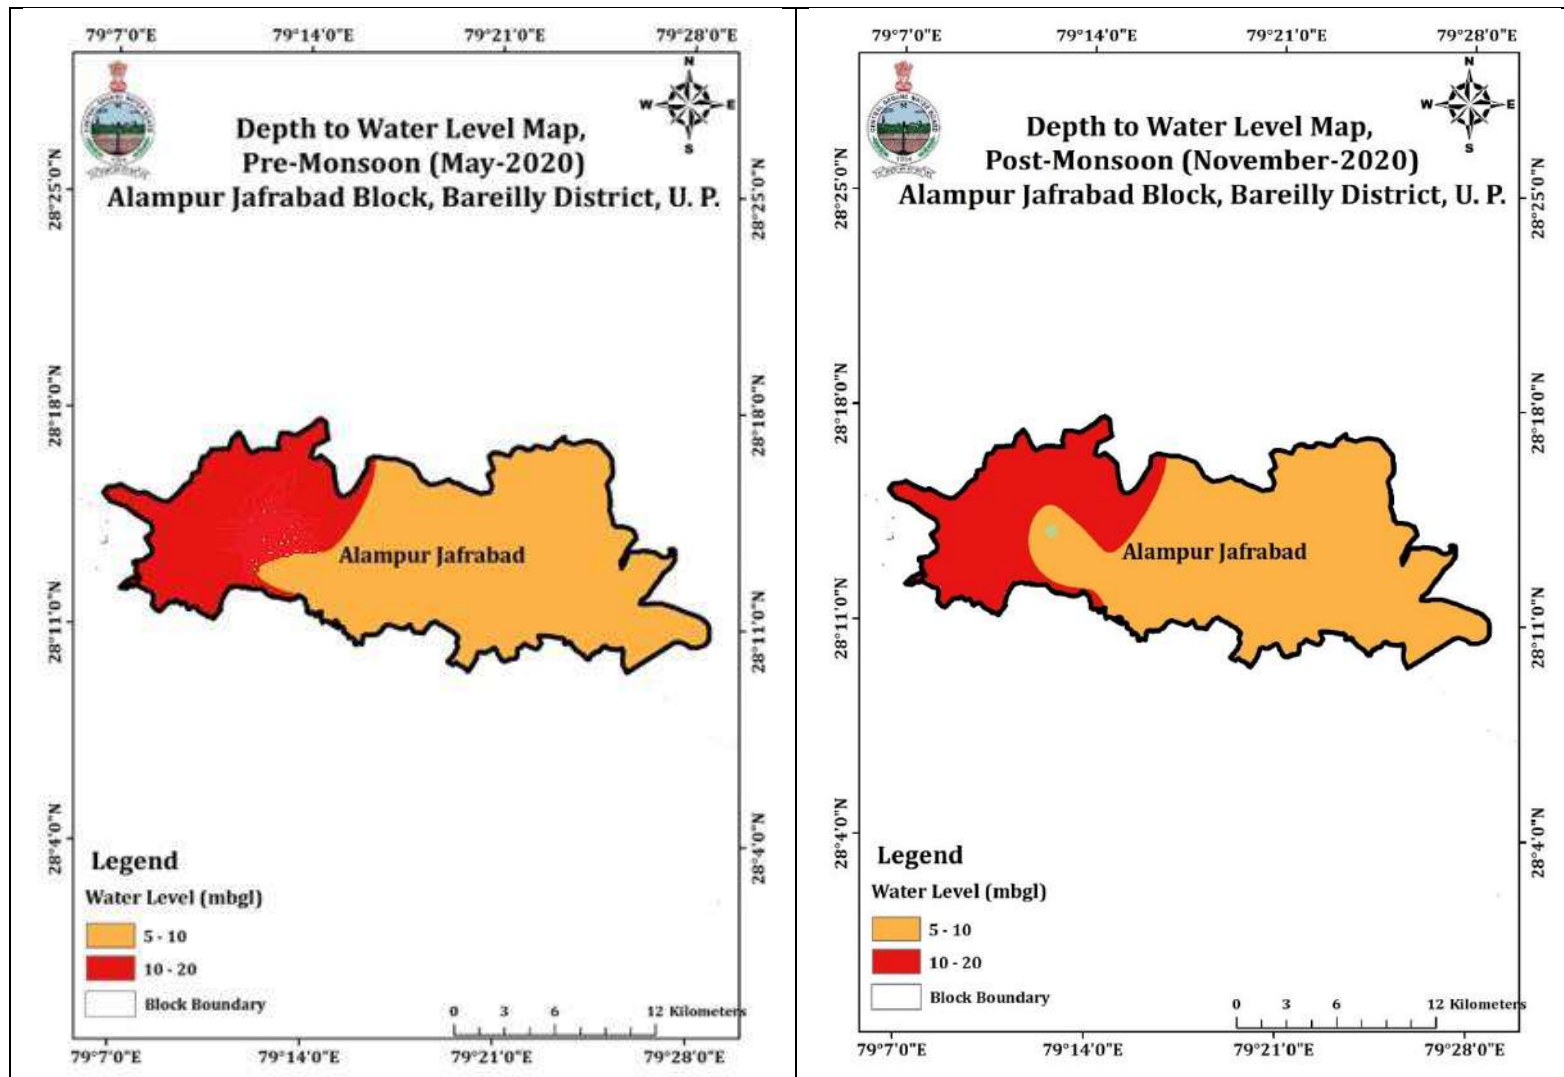 79°7'0"E 79°14'0"E 79°21'0"E 79°28'0"E
N
W E
S
Depth to Water Level Map,
Pre-Monsoon (May-2020)
Alampur Jafrabad Block, Bareilly District, U. P.
28°25'0"N
28°25'0"N
28°18'0"N
28°18'0"N
Alampur Jafrabad
28°11'0"N
28°11'0"N
28°4'0"N
28°4'0"N
Legend
Water Level (mbgl)
5 - 10
10 - 20
Block Boundary
0 3 6 12 Kilometers
79°7'0"E 79°14'0"E 79°21'0"E 79°28'0"E
79°7'0"E 79°14'0"E 79°21'0"E 79°28'0"E
N
W E
S
Depth to Water Level Map,
Post-Monsoon (November-2020)
Alampur Jafrabad Block, Bareilly District, U. P.
28°25'0"N
28°25'0"N
28°18'0"N
28°18'0"N
Alampur Jafrabad
28°11'0"N
28°11'0"N
28°4'0"N
28°4'0"N
Legend
Water Level (mbgl)
5 - 10
10 - 20
Block Boundary
0 3 6 12 Kilometers
79°7'0"E 79°14'0"E 79°21'0"E 79°28'0"E